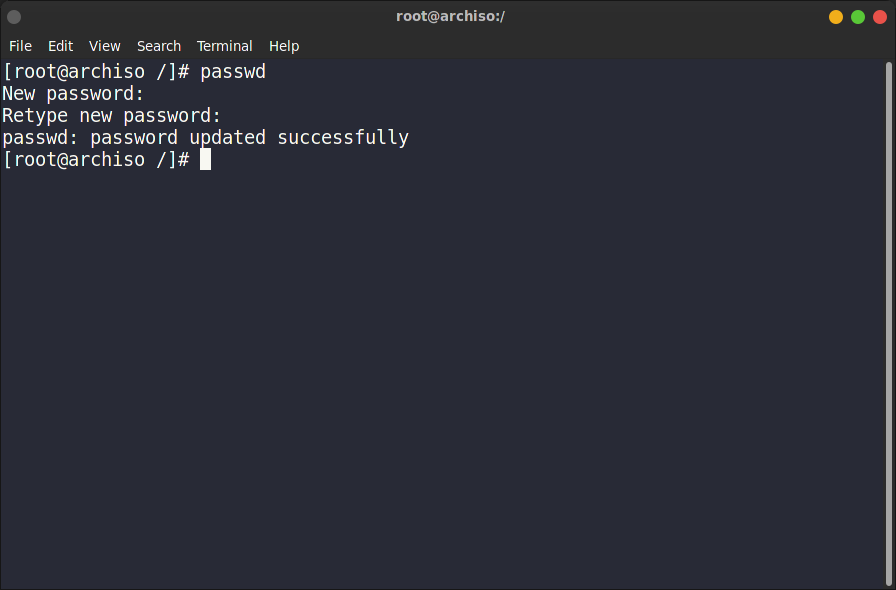 root@archiso:/
File Edit View Search Terminal Help
[root@archiso /]# passwd
New password:
Retype new password:
passwd: password updated successfully
[root@archiso /]#